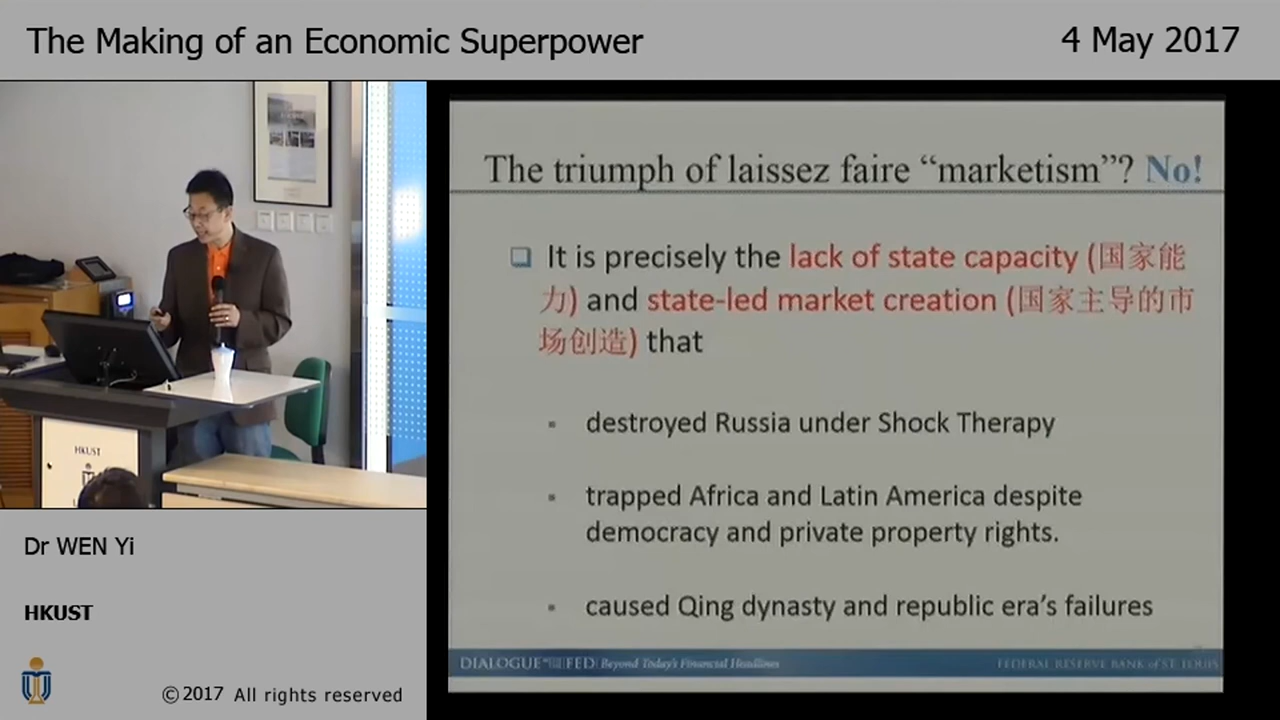 The Making of an Economic Superpower
4 May 2017
The triumph of laissez faire “marketism”? No!
It is precisely the lack of state capacity (国家能
力) and state-led market creation (国家主导的市
场创造) that
destroyed Russia under Shock Therapy
trapped Africa and Latin America despite
democracy and private property rights.
caused Qing dynasty and republic era’s failures
DIALOGUE WITH THE FED Beyond Today's Financial Headlines
FEDERAL RESERVE BANK of ST. LOUIS
HKUST
Dr WEN Yi
HKUST
©2017 All rights reserved